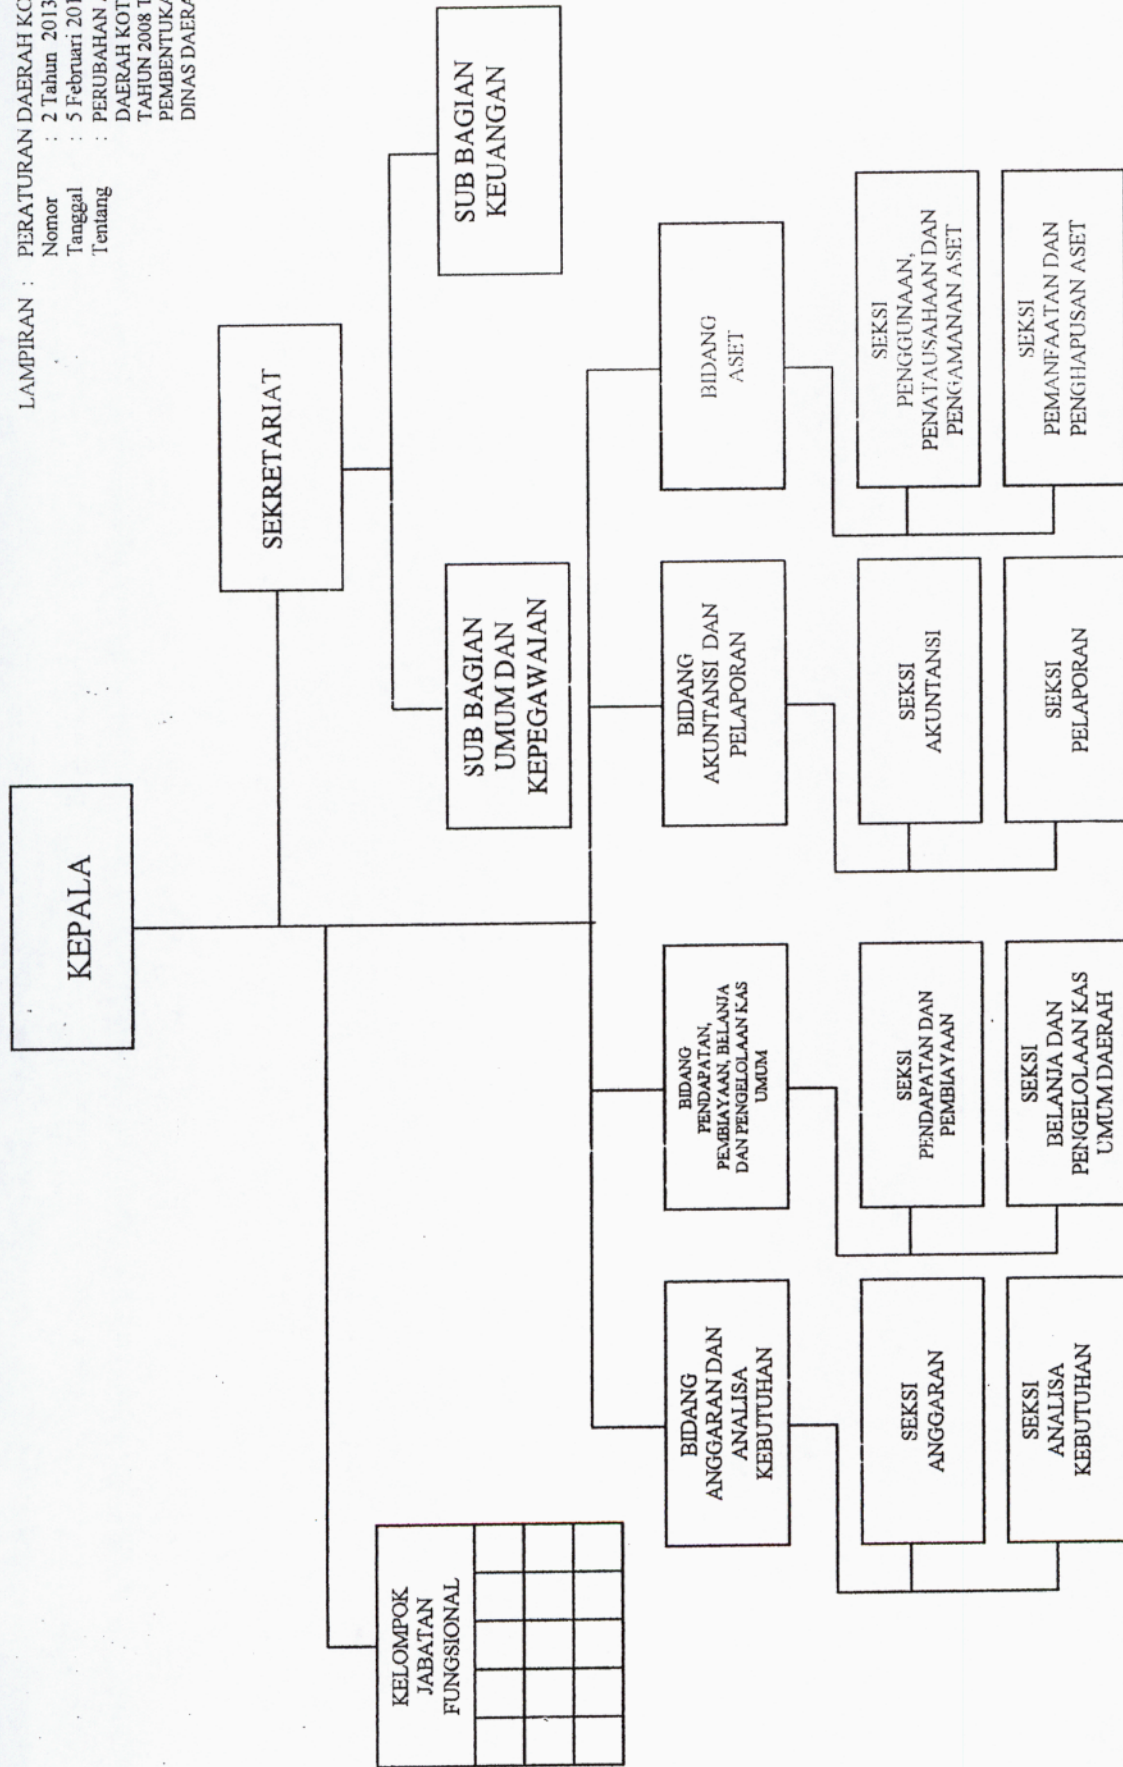 LAMPIRAN : PERATURAN DAERAH
Nomor : 2 Tahun 2013
Tanggal : 5 Februari
Tentang : PERUBAHAN
DAERAH
TAHUN 2008
DINAS
KEPALA
SEKRETARIAT
SUB BAGIAN
UMUM DAN
KEPEGAWAIAN
SUB BAGIAN
KEUANGAN
KELOMPOK
JABATAN
FUNGSIONAL
BIDANG
ANGGARAN DAN
ANALISA
KEBUTUHAN
BIDANG
PENDAPATAN,
PEMBIAYAAN, BELANJA
DAN PENGELOLAAN KAS
UMUM
BIDANG
AKUNTANSI DAN
PELAPORAN
BIDANG
ASET
SEKSI
ANGGARAN
SEKSI
PENDAPATAN DAN
PEMBIAYAAN
SEKSI
AKUNTANSI
SEKSI
PENGGUNAAN,
PENATAUSAHAAN DAN
PENGAMANAN ASET
SEKSI
ANALISA
KEBUTUHAN
SEKSI
BELANJA DAN
PENGELOLAAN KAS
UMUM DAERAH
SEKSI
PELAPORAN
SEKSI
PEMANFAATAN DAN
PENGHAPUSAN ASET